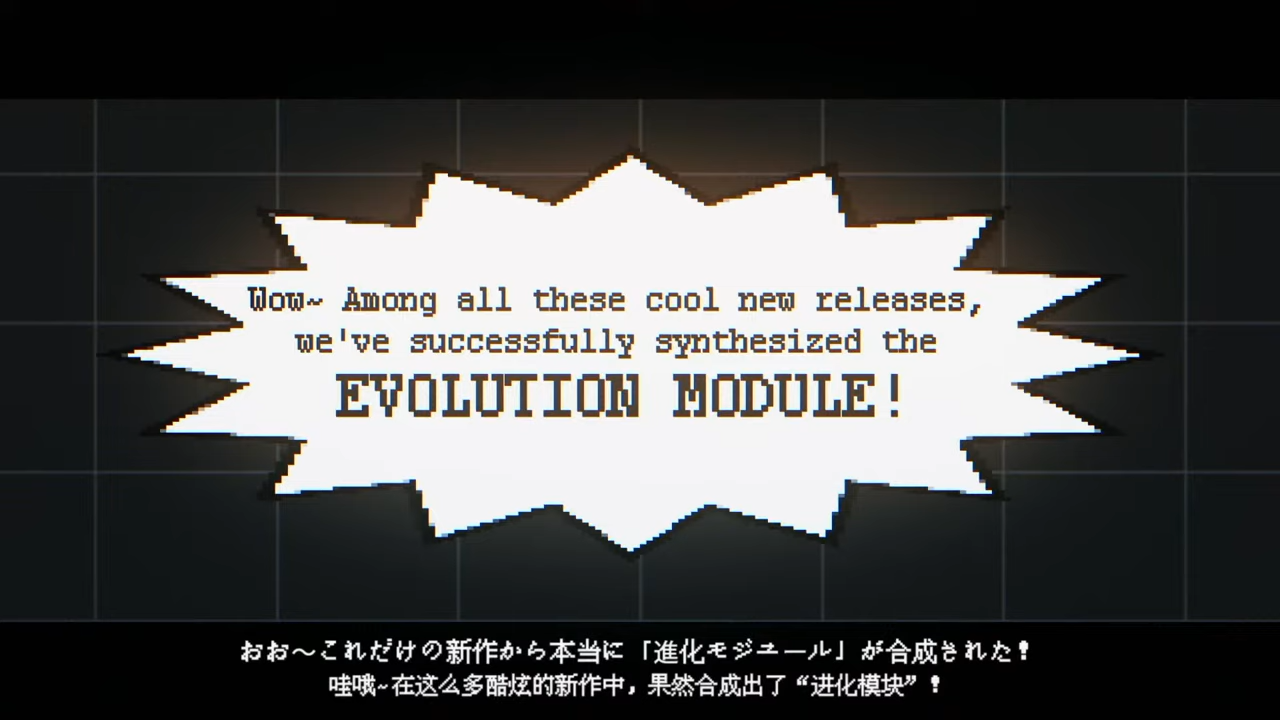 Wow~ Among all these cool new releases,
we've successfully synthesized the
EVOLUTION MODULE!
おお～これだけの新作から本当に「進化モジュール」が合成された！
哇哦~在这么多酷炫的新作中，果然合成出了“进化模块”！